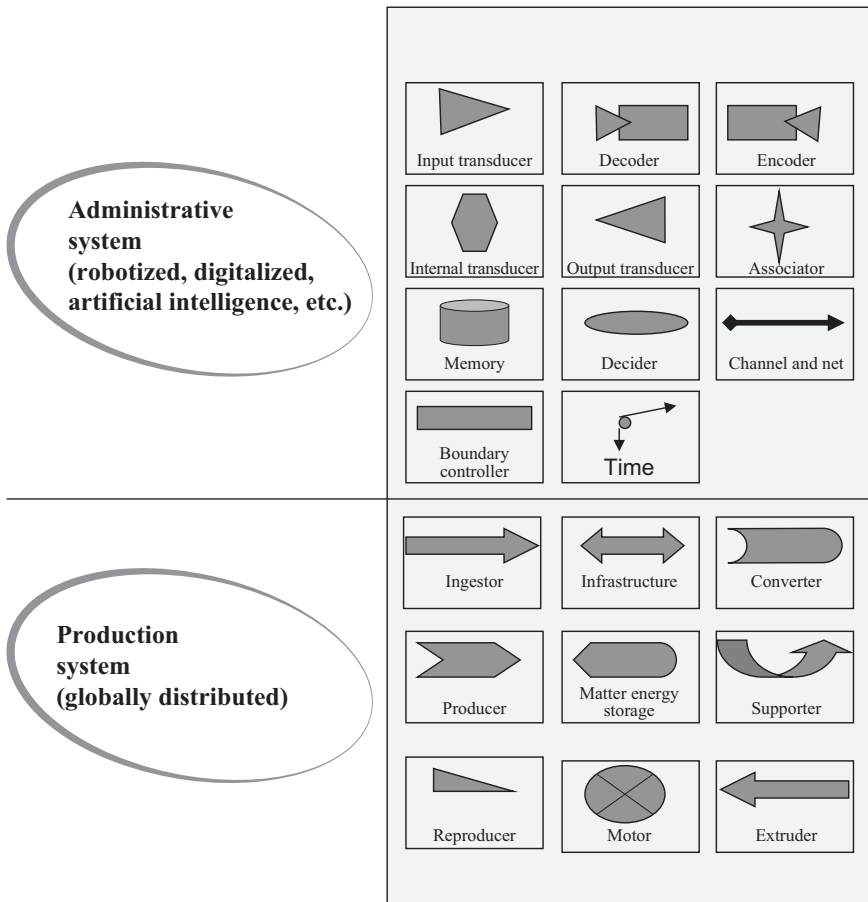 Administrative
system
(robotized, digitalized,
artificial intelligence, etc.)
Input transducer
Decoder
Encoder
Internal transducer
Output transducer
Associator
Memory
Decider
Channel and net
Boundary
controller
Time
Production
system
(globally distributed)
Ingestor
Infrastructure
Converter
Producer
Matter energy
storage
Supporter
Reproducer
Motor
Extruder